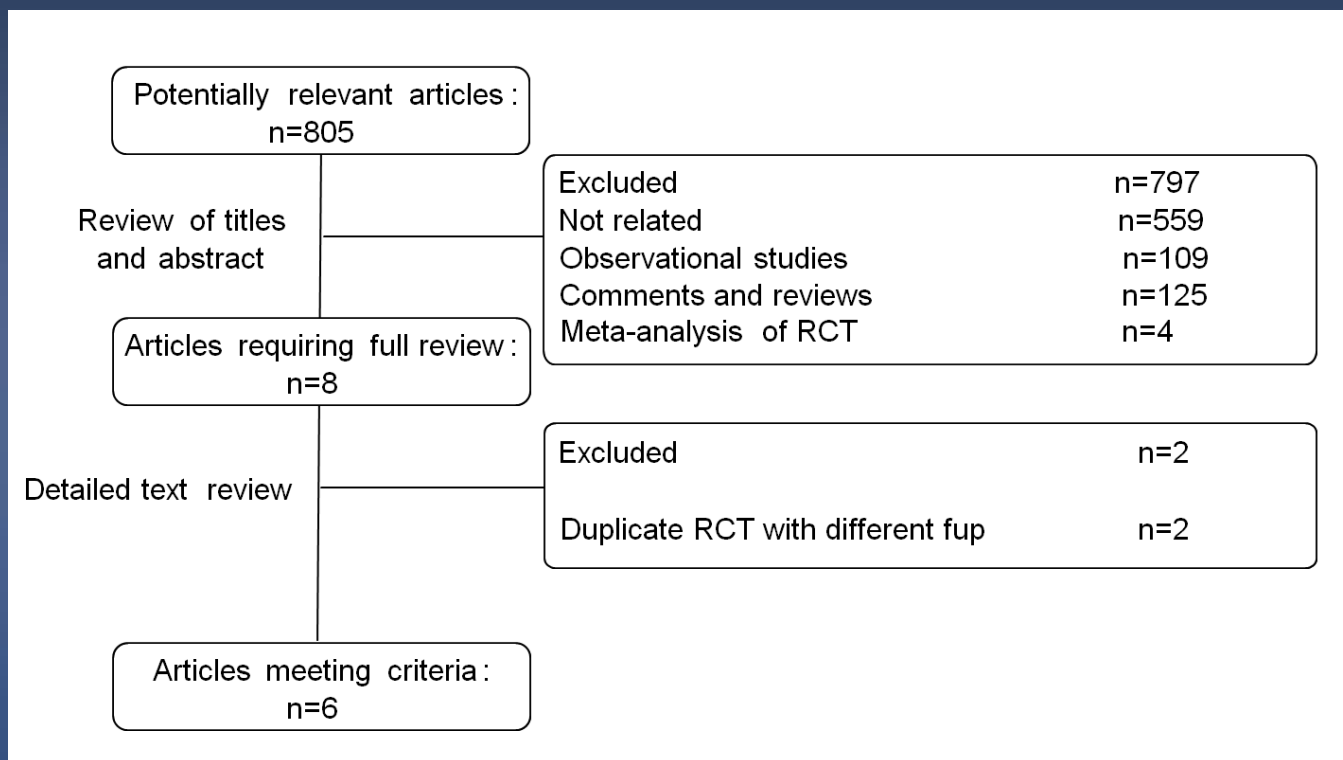 Potentially relevant articles :
n=805
Review of titles
and abstract
Excluded n=797
Not related n=559
Observational studies n=109
Comments and reviews n=125
Meta-analysis of RCT n=4
Articles requiring full review :
n=8
Detailed text review
Excluded n=2
Duplicate RCT with different fup n=2
Articles meeting criteria :
n=6